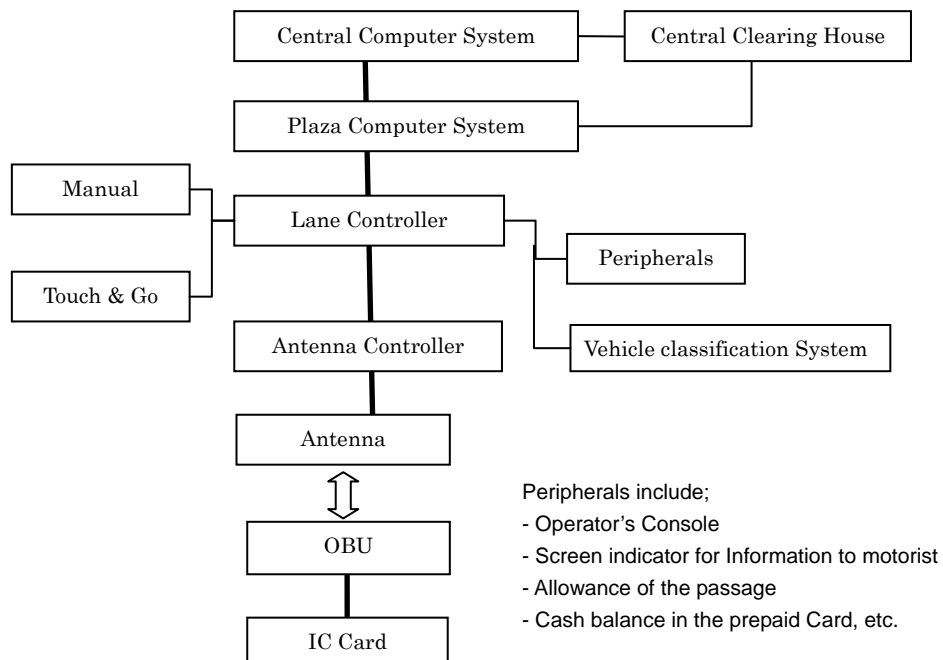 Central Computer System
Central Clearing House
Plaza Computer System
Manual
Lane Controller
Peripherals
Touch & Go
Antenna Controller
Vehicle classification System
Antenna
Peripherals include;
- Operator’s Console
- Screen indicator for Information to motorist
- Allowance of the passage
- Cash balance in the prepaid Card, etc.
OBU
IC Card